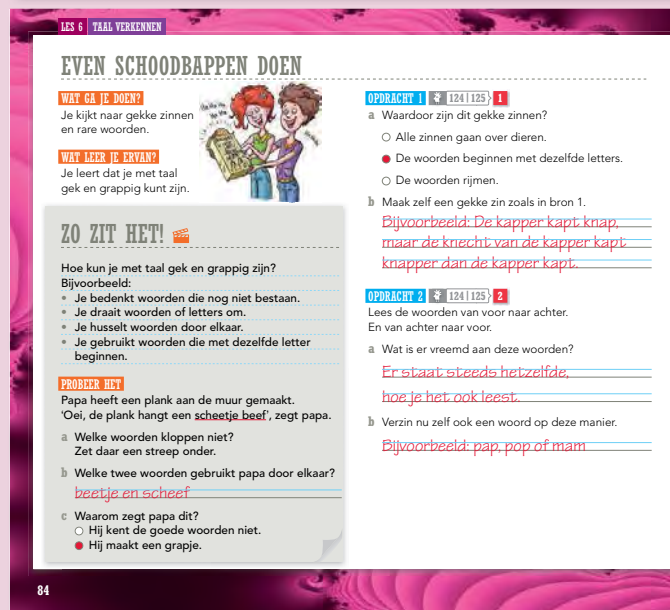 LES 6 TAAL VERKENNEN
EVEN SCHOODBAPPEN DOEN
WAT GA JE DOEN?
Je kijkt naar gekke zinnen
en rare woorden.
WAT LEER JE ERVAN?
Je leert dat je met taal
gek en grappig kunt zijn.
ZO ZIT HET!
Hoe kun je met taal gek en grappig zijn?
Bijvoorbeeld:
• Je bedenkt woorden die nog niet bestaan.
• Je draait woorden of letters om.
• Je husselt woorden door elkaar.
• Je gebruikt woorden die met dezelfde letter
beginnen.
PROBEER HET
Papa heeft een plank aan de muur gemaakt.
‘Oei, de plank hangt een scheetje beef’, zegt papa.
a Welke woorden kloppen niet?
Zet daar een streep onder.
b Welke twee woorden gebruikt papa door elkaar?
beetje en scheef
c Waarom zegt papa dit?
Hij kent de goede woorden niet.
Hij maakt een grapje.
OPDRACHT 1 124 | 125 1
a Waardoor zijn dit gekke zinnen?
Alle zinnen gaan over dieren.
De woorden beginnen met dezelfde letters.
De woorden rijmen.
b Maak zelf een gekke zin zoals in bron 1.
Bijvoorbeeld: De kapper kapt knap,
maar de knecht van de kapper kapt
knapper dan de kapper kapt.
OPDRACHT 2 124 | 125 2
Lees de woorden van voor naar achter.
En van achter naar voor.
a Wat is er vreemd aan deze woorden?
Er staat steeds hetzelfde,
hoe je het ook leest.
b Verzin nu zelf ook een woord op deze manier.
Bijvoorbeeld: pap, pop of mam
84